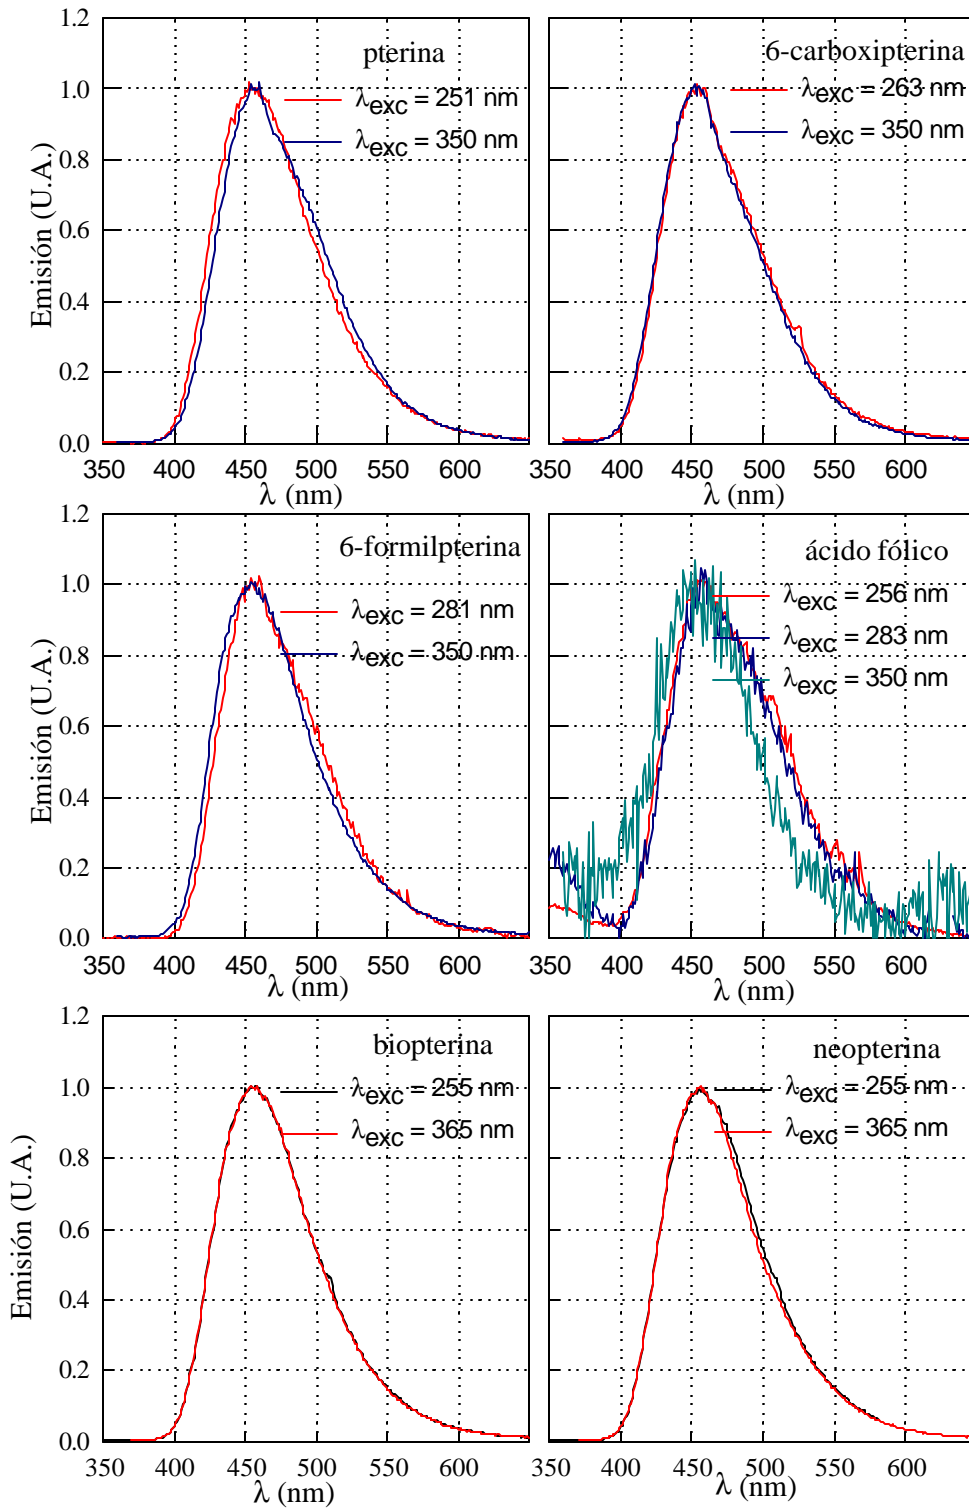 1.2
1.0
0.8
0.6
0.4
0.2
0.0
Emisión (U.A.)
pterina
λexc = 251 nm
λexc = 350 nm
350 400 450 500 550 600
λ (nm)
6-carboxipterina
λexc = 263 nm
λexc = 350 nm
350 400 450 500 550 600
λ (nm)
1.2
1.0
0.8
0.6
0.4
0.2
0.0
Emisión (U.A.)
6-formilpterina
λexc = 281 nm
λexc = 350 nm
350 400 450 500 550 600
λ (nm)
ácido fólico
λexc = 256 nm
λexc = 283 nm
λexc = 350 nm
350 400 450 500 550 600
λ (nm)
1.2
1.0
0.8
0.6
0.4
0.2
0.0
Emisión (U.A.)
biopterina
λexc = 255 nm
λexc = 365 nm
350 400 450 500 550 600
λ (nm)
neopterina
λexc = 255 nm
λexc = 365 nm
350 400 450 500 550 600
λ (nm)